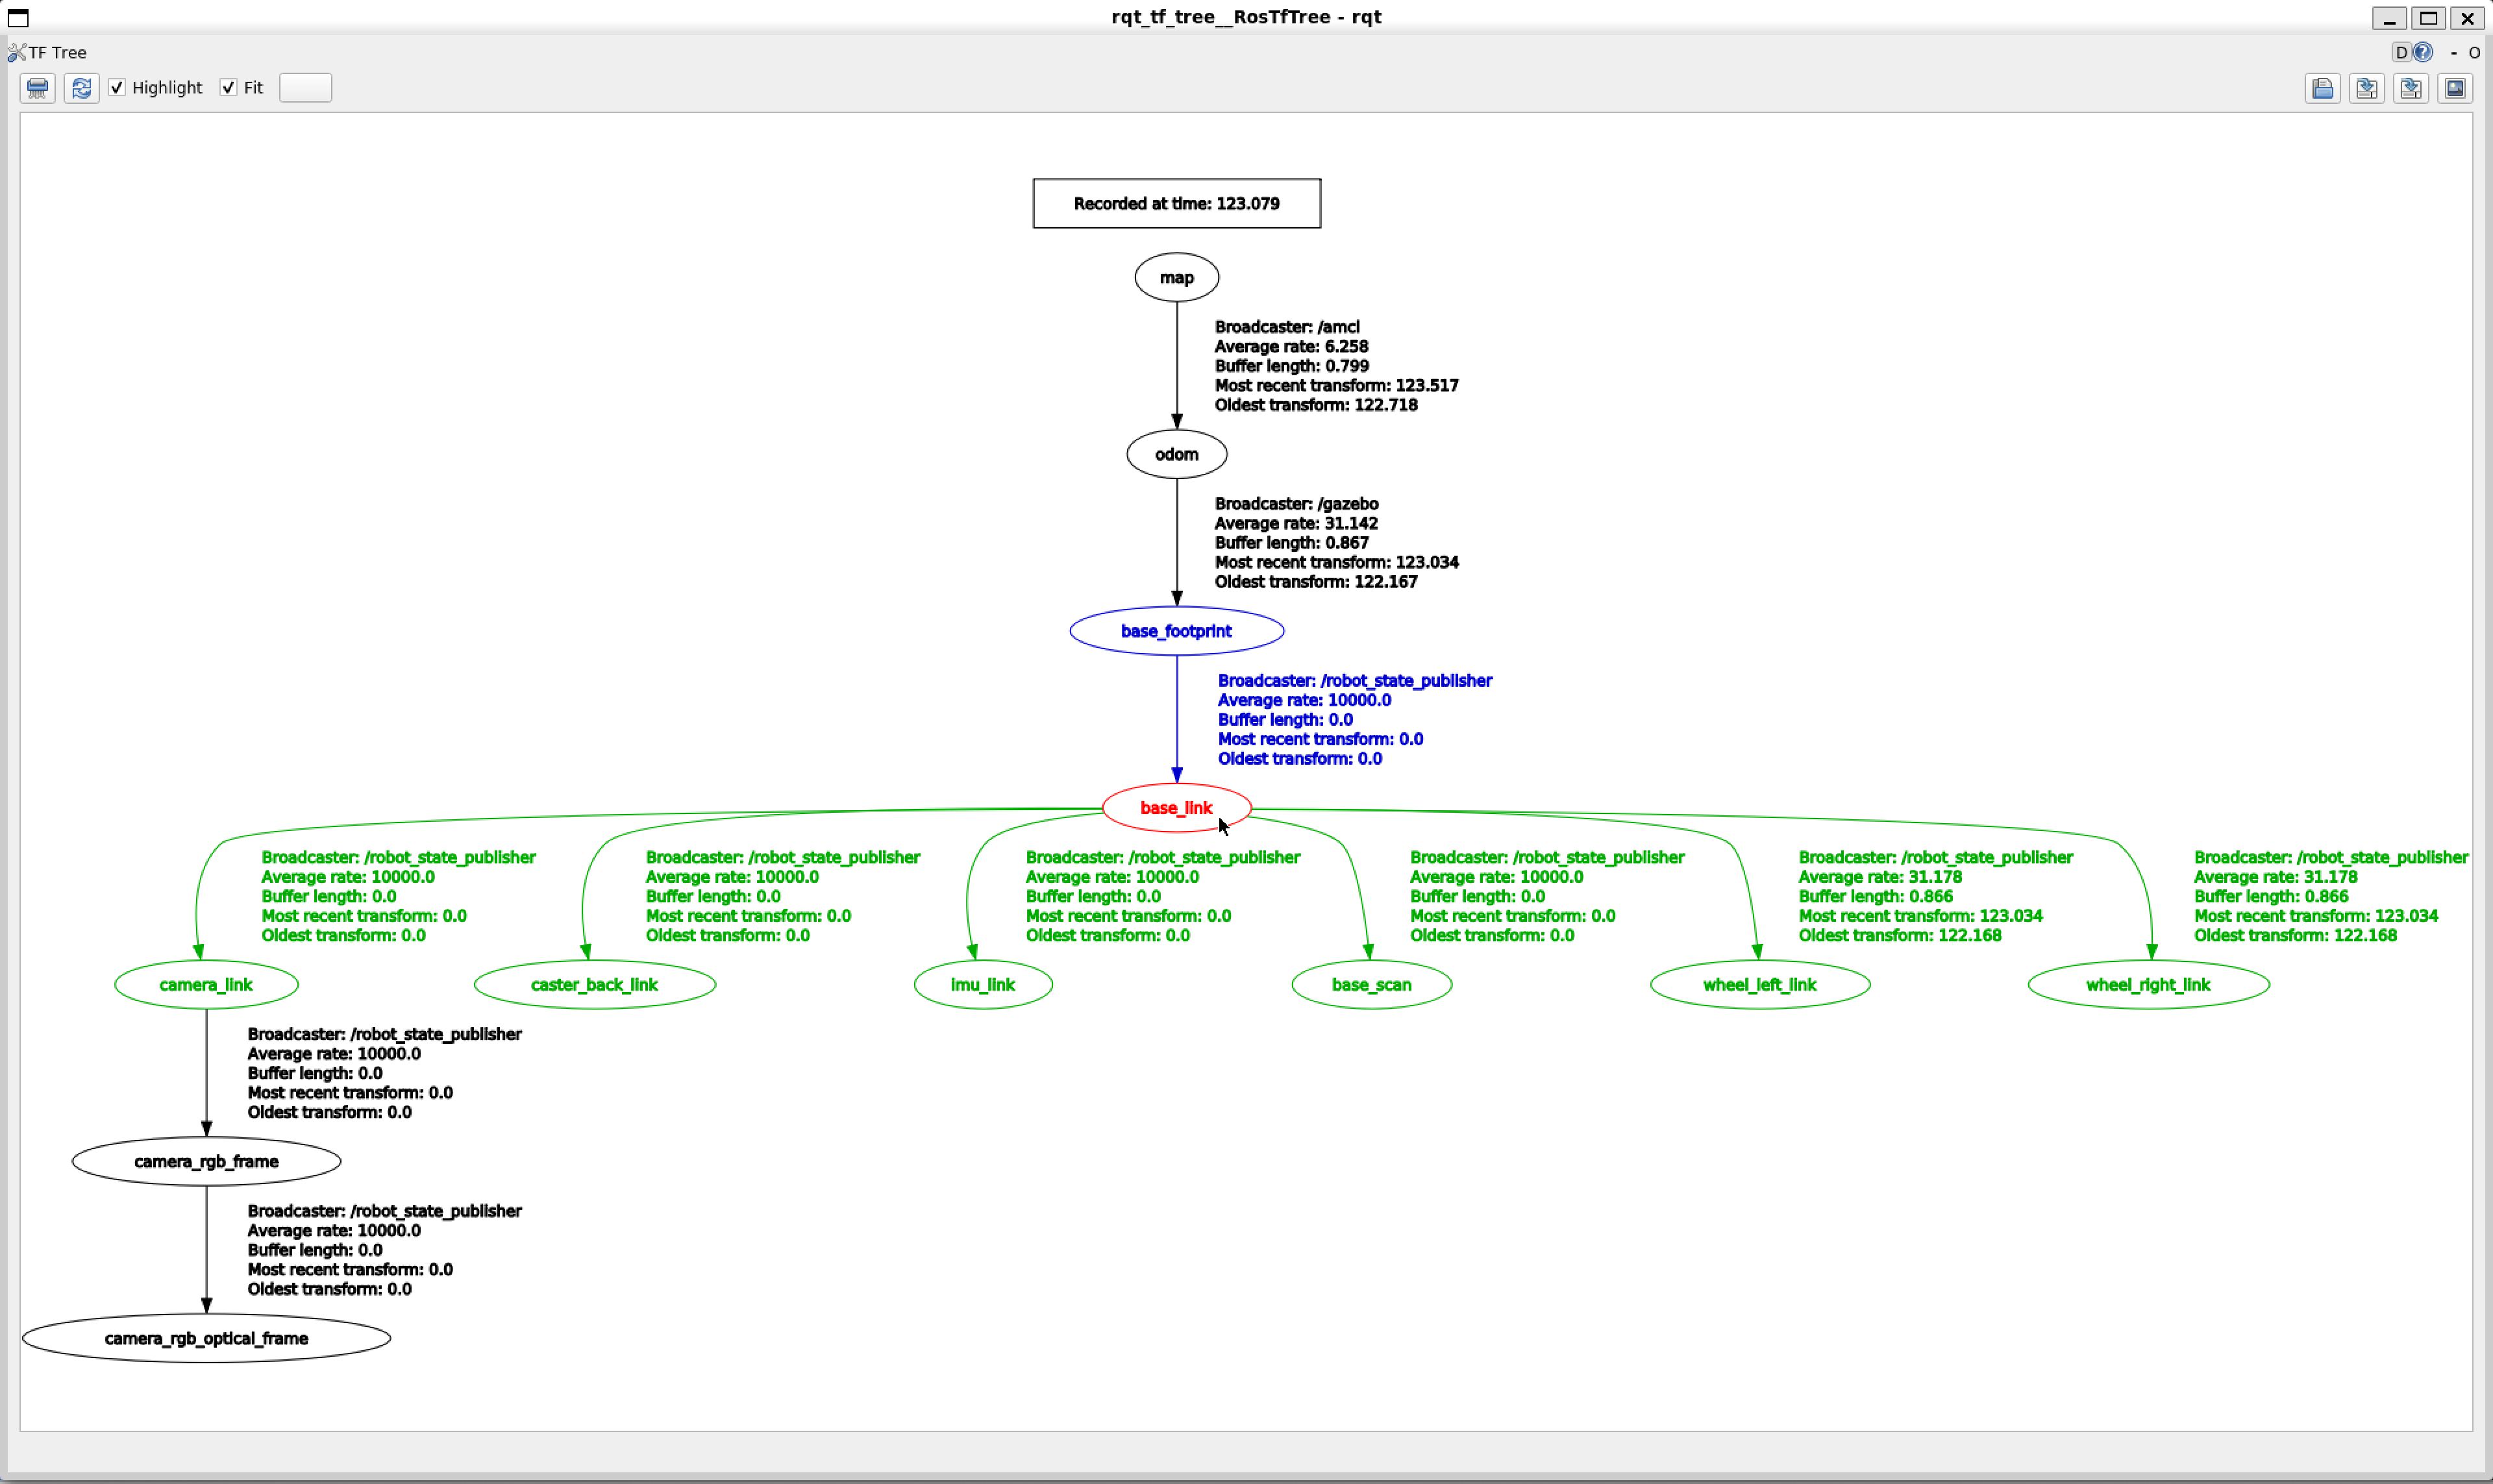 rqt_tf_tree__RosTfTree - rqt
TF Tree
D
- O
Highlight
Fit
Recorded at time: 123.079
map
Broadcaster: /amcl
Average rate: 6.258
Buffer length: 0.799
Most recent transform: 123.517
Oldest transform: 122.718
odom
Broadcaster: /gazebo
Average rate: 31.142
Buffer length: 0.867
Most recent transform: 123.034
Oldest transform: 122.167
base_footprint
Broadcaster: /robot_state_publisher
Average rate: 10000.0
Buffer length: 0.0
Most recent transform: 0.0
Oldest transform: 0.0
base_link
Broadcaster: /robot_state_publisher
Average rate: 10000.0
Buffer length: 0.0
Most recent transform: 0.0
Oldest transform: 0.0
Broadcaster: /robot_state_publisher
Average rate: 10000.0
Buffer length: 0.0
Most recent transform: 0.0
Oldest transform: 0.0
Broadcaster: /robot_state_publisher
Average rate: 10000.0
Buffer length: 0.0
Most recent transform: 0.0
Oldest transform: 0.0
Broadcaster: /robot_state_publisher
Average rate: 10000.0
Buffer length: 0.0
Most recent transform: 0.0
Oldest transform: 0.0
Broadcaster: /robot_state_publisher
Average rate: 31.178
Buffer length: 0.866
Most recent transform: 123.034
Oldest transform: 122.168
Broadcaster: /robot_state_publisher
Average rate: 31.178
Buffer length: 0.866
Most recent transform: 123.034
Oldest transform: 122.168
camera_link
caster_back_link
imu_link
base_scan
wheel_left_link
wheel_right_link
Broadcaster: /robot_state_publisher
Average rate: 10000.0
Buffer length: 0.0
Most recent transform: 0.0
Oldest transform: 0.0
camera_rgb_frame
Broadcaster: /robot_state_publisher
Average rate: 10000.0
Buffer length: 0.0
Most recent transform: 0.0
Oldest transform: 0.0
camera_rgb_optical_frame